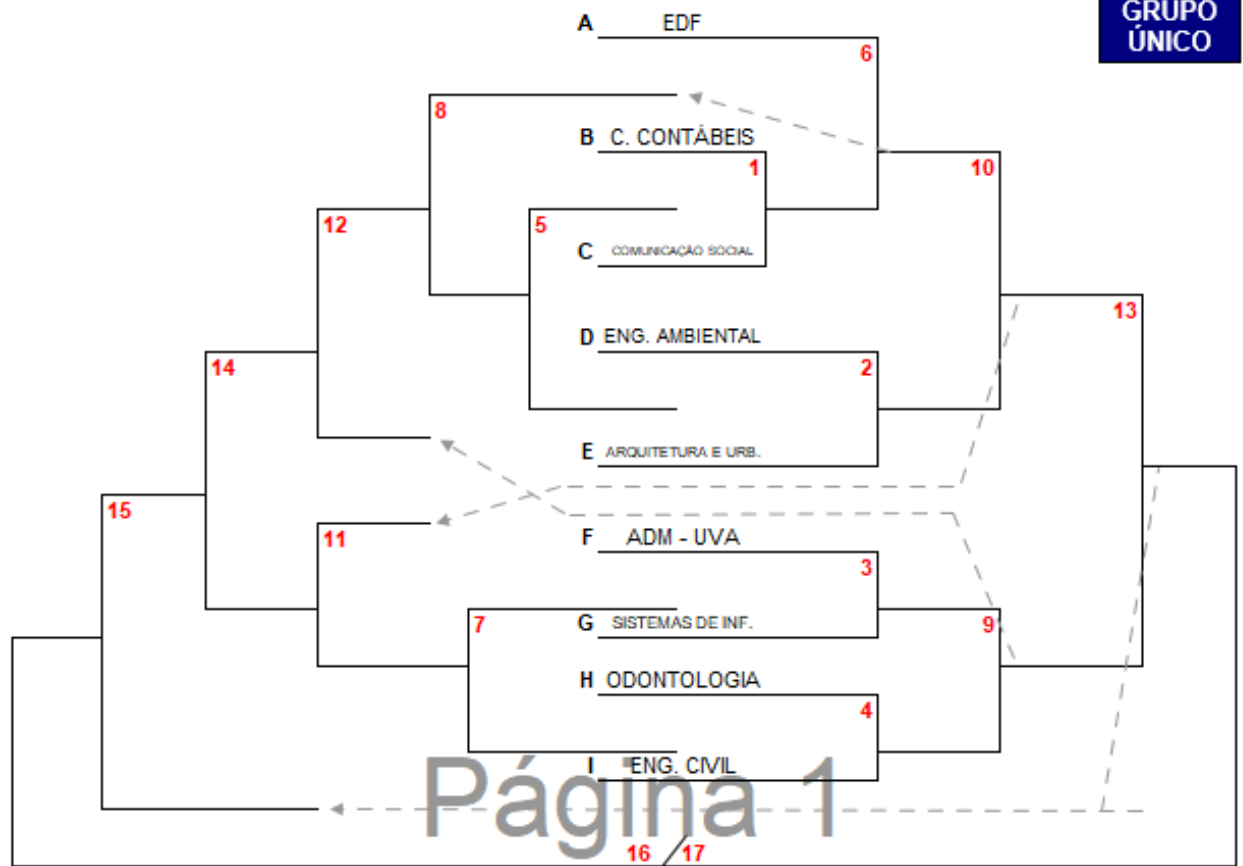 GRUPO
ÚNICO
A EDF
6
8
B C. CONTÁBEIS
1
10
12
5
C COMUNICAÇÃO SOCIAL
13
D ENG. AMBIENTAL
14
2
E ARQUITETURA E URB.
15
11
F ADM - UVA
3
7
G SISTEMAS DE INF.
9
H ODONTOLOGIA
4
I ENG. CIVIL
Página 1
16 / 17